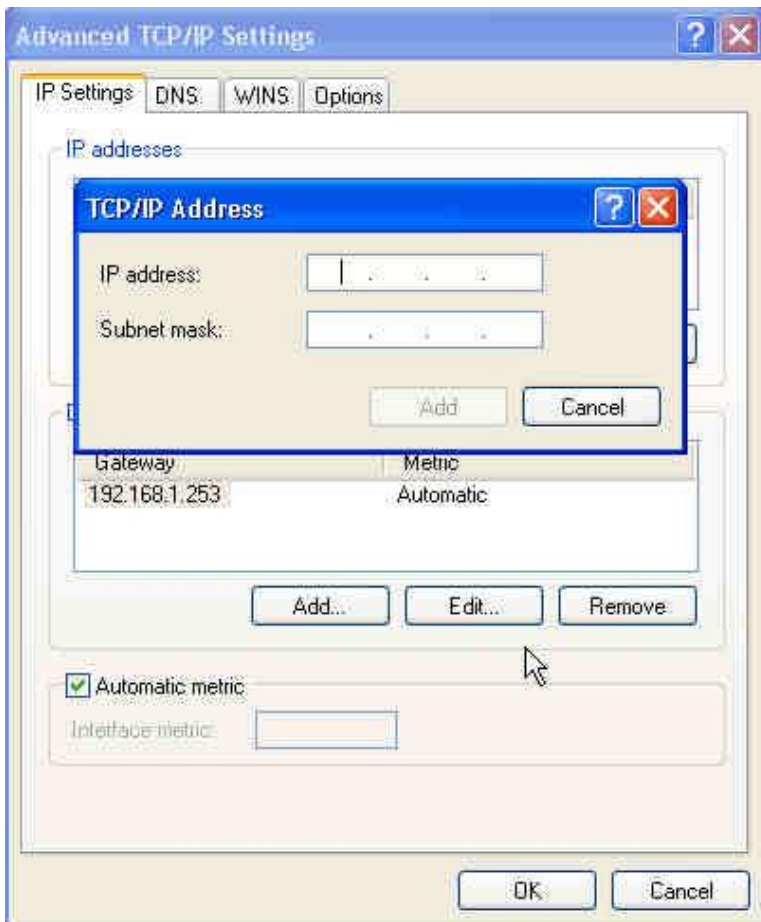 Advanced TCP/IP Settings
IP Settings DNS WINS Options
IP addresses
TCP/IP Address
IP address:
Subnet mask:
Add Cancel
Gateway Metric
192.168.1.253 Automatic
Add... Edit... Remove
Automatic metric
Interface metric:
OK Cancel